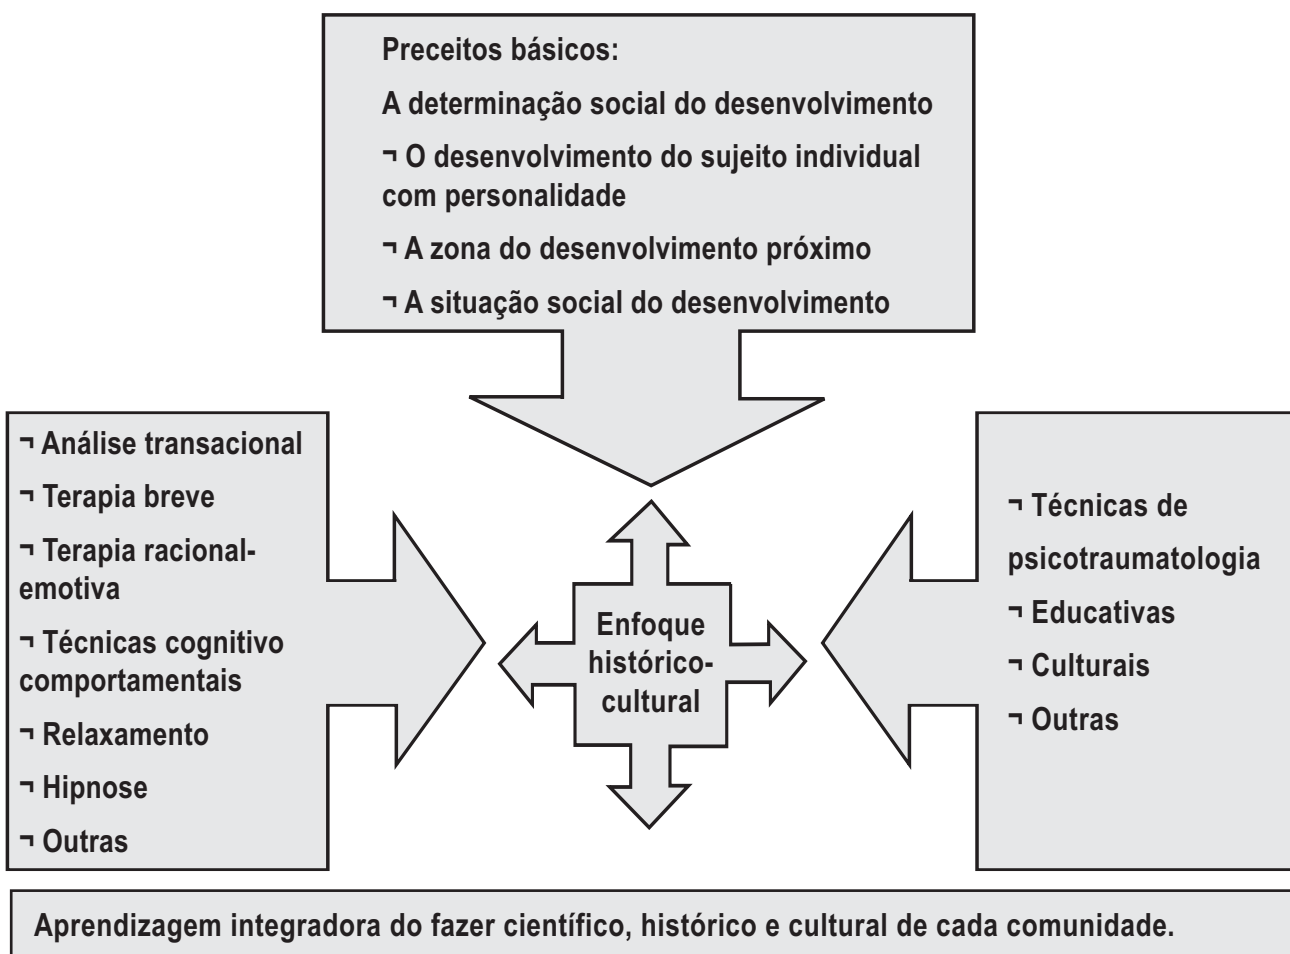 Preceitos básicos:
A determinação social do desenvolvimento
¬ O desenvolvimento do sujeito individual
com personalidade
¬ A zona do desenvolvimento próximo
¬ A situação social do desenvolvimento
¬ Análise transacional
¬ Terapia breve
¬ Terapia racional-
emotiva
¬ Técnicas cognitivo
comportamentais
¬ Relaxamento
¬ Hipnose
¬ Outras
Enfoque
histórico-
cultural
¬ Técnicas de
psicotraumatologia
¬ Educativas
¬ Culturais
¬ Outras
Aprendizagem integradora do fazer científico, histórico e cultural de cada comunidade.